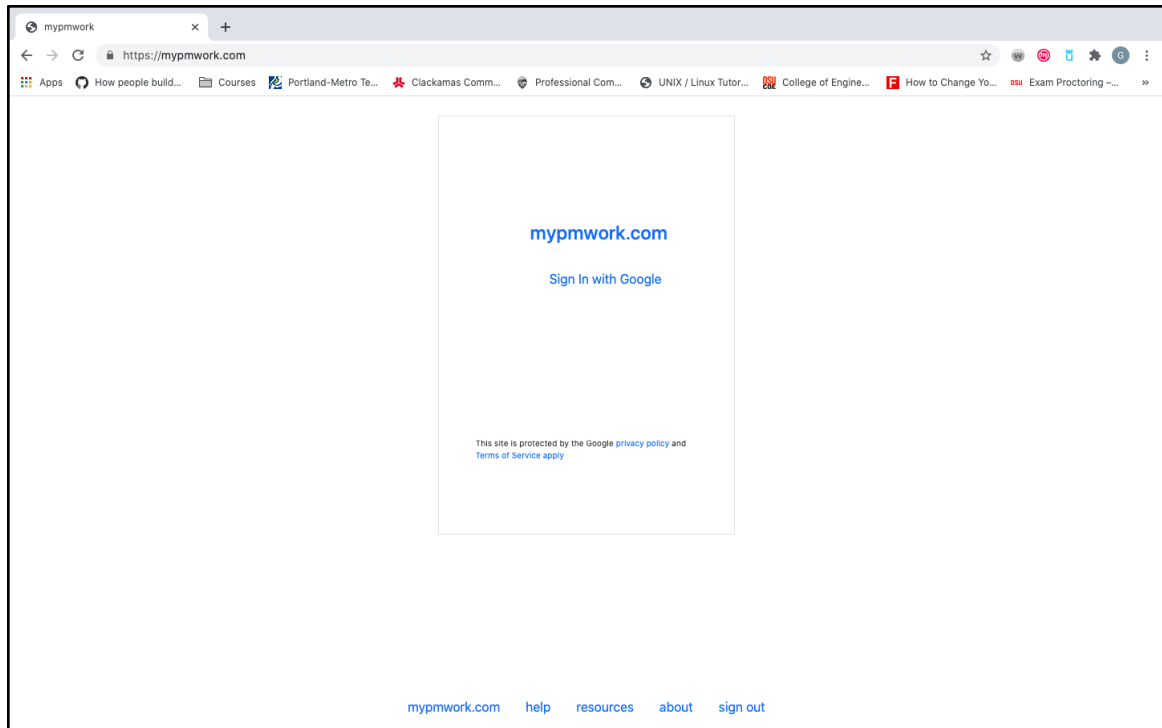 mypmwork
https://mypmwork.com
Apps How people build... Courses Portland-Metro Te... Clackamas Comm... Professional Com... UNIX / Linux Tutor... College of Engine... How to Change Yo... Exam Proctoring –... »
mypmwork.com
Sign In with Google
This site is protected by the Google privacy policy and
Terms of Service apply
mypmwork.com help resources about sign out